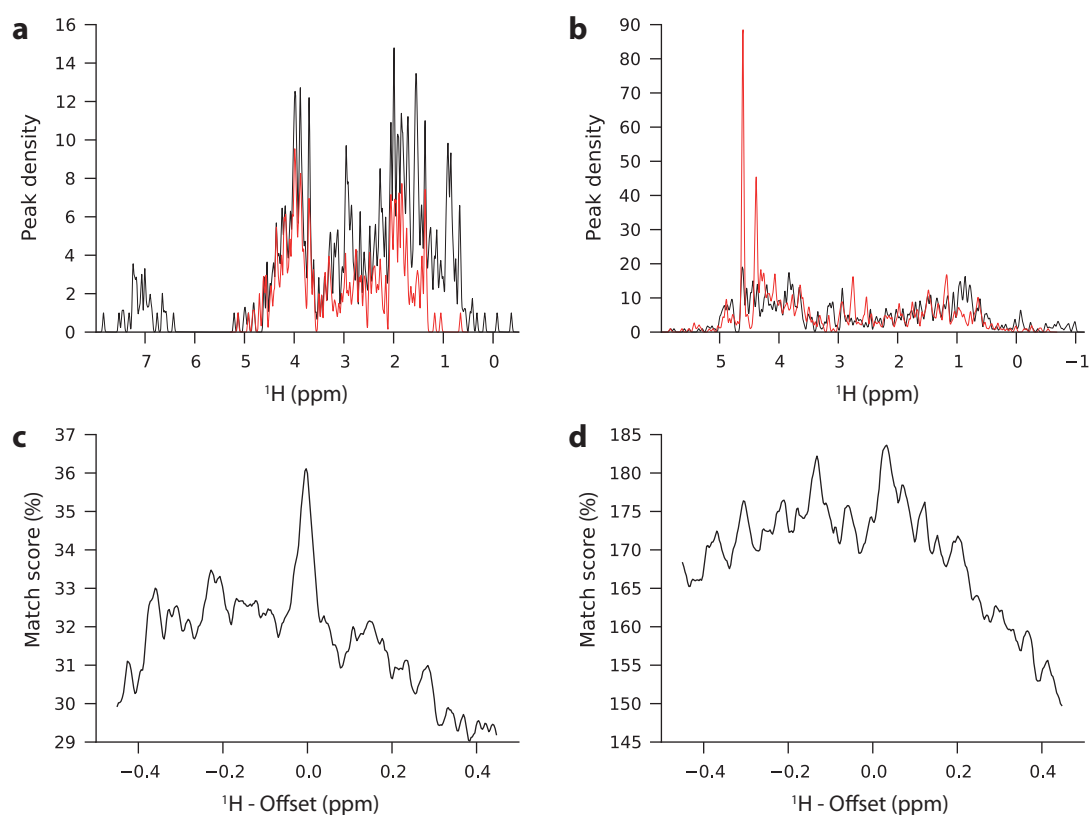 a
16
14
12
10
8
6
4
2
0
Peak density
7 6 5 4 3 2 1 0
¹H (ppm)
b
90
80
70
60
50
40
30
20
10
0
Peak density
5 4 3 2 1 0 −1
¹H (ppm)
c
37
36
35
34
33
32
31
30
29
Match score (%)
−0.4 −0.2 0.0 0.2 0.4
¹H - Offset (ppm)
d
185
180
175
170
165
160
155
150
145
Match score (%)
−0.4 −0.2 0.0 0.2 0.4
¹H - Offset (ppm)